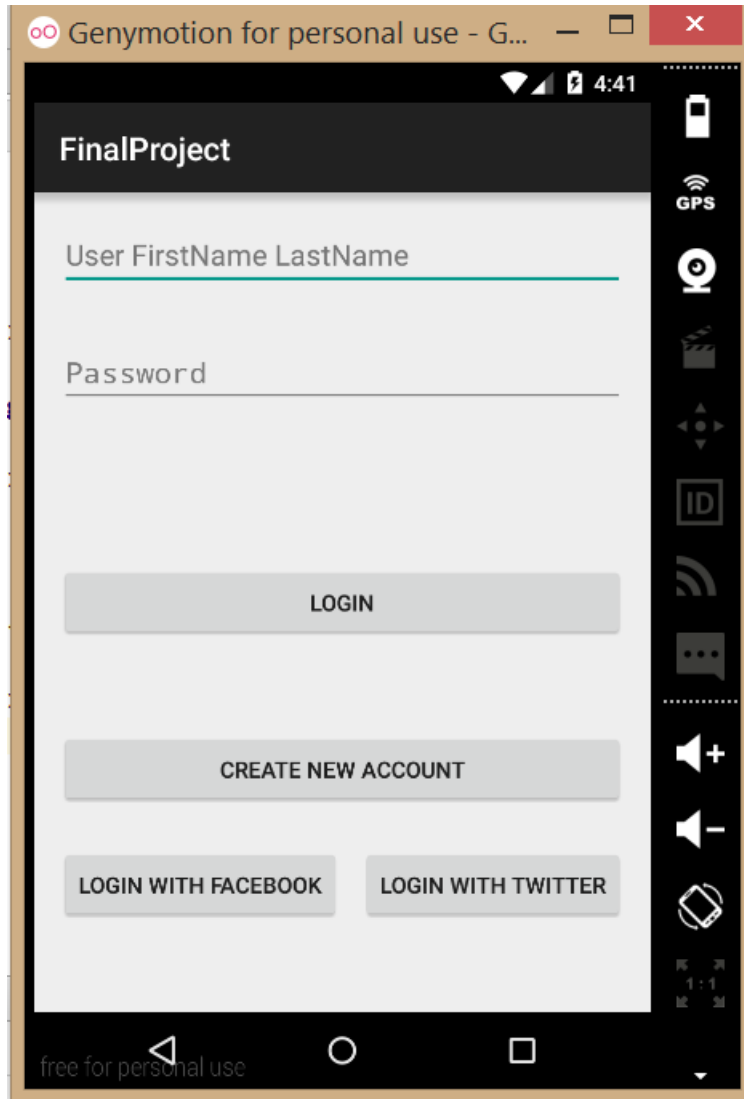 Genymotion for personal use - G...
4:41
FinalProject
GPS
User FirstName LastName
Password
ID
LOGIN
CREATE NEW ACCOUNT
LOGIN WITH FACEBOOK LOGIN WITH TWITTER
1:1
free for personal use